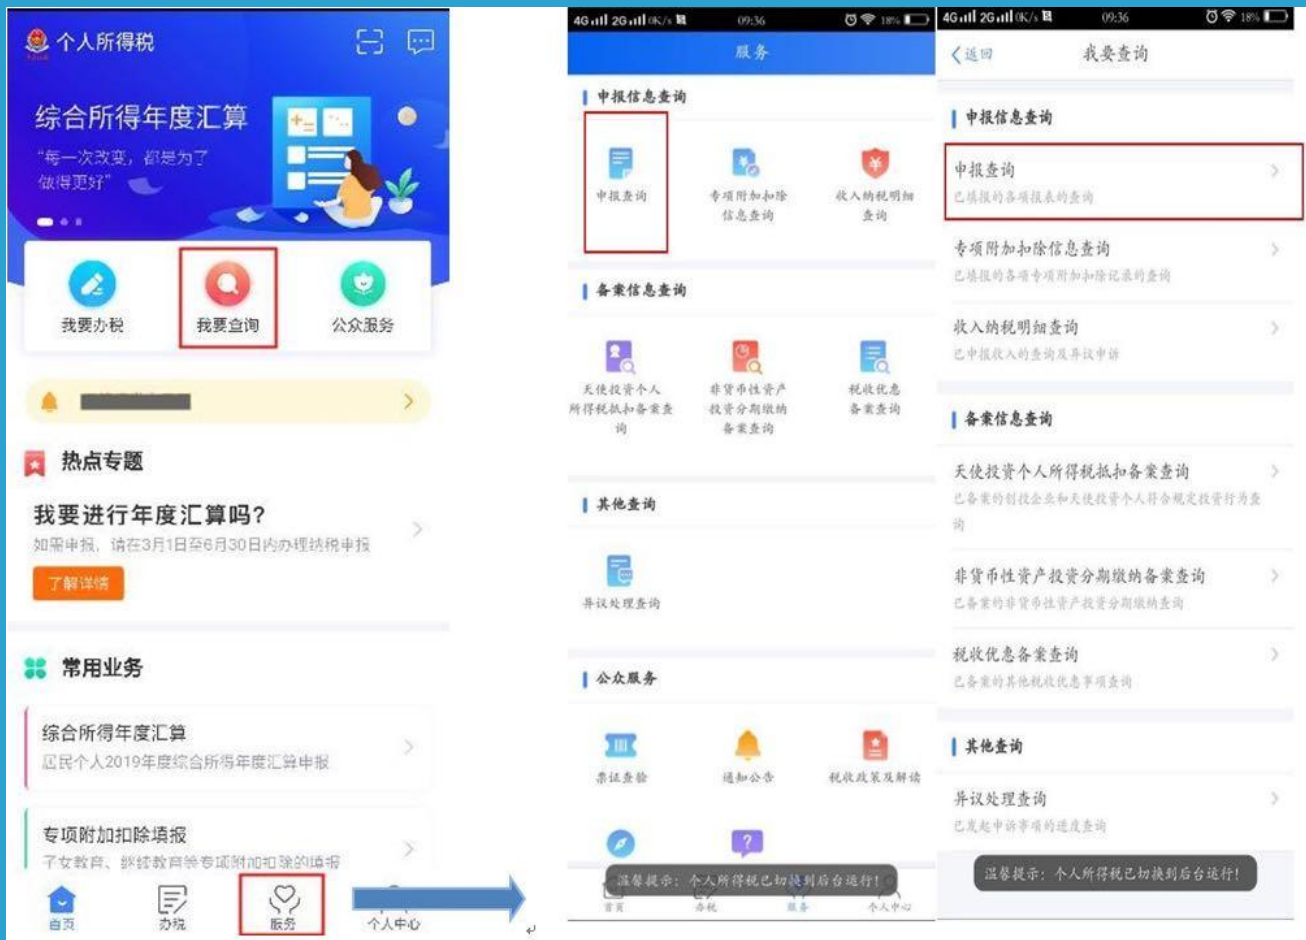 个人所得税
综合所得年度汇算
“每一次改变，都是为了
做得更好”
我要办税
我要查询
公众服务
热点专题
我要进行年度汇算吗?
如需申报，请在3月1日至6月30日内办理纳税申报
了解详情
常用业务
综合所得年度汇算
居民个人2019年度综合所得年度汇算申报
专项附加扣除填报
子女教育、继续教育等专项附加扣除的填报
首页
办税
服务
个人中心
4G 2G 0K/s 09:36 18%
服务
申报信息查询
申报查询
专项附加扣除
信息查询
收入纳税明细
查询
备案信息查询
天使投资个人
所得税抵扣备案查
询
非货币性资产
投资分期缴纳
备案查询
税收优惠
备案查询
其他查询
异议处理查询
公众服务
票证查验
通知公告
税收政策及解读
温馨提示：个人所得税已切换到后台运行!
首页
办税
服务
个人中心
4G 2G 0K/s 09:36 18%
返回
我要查询
申报信息查询
申报查询
已填报的各项报表的查询
专项附加扣除信息查询
已填报的各项专项附加扣除记录的查询
收入纳税明细查询
已申报收入的查询及异议申诉
备案信息查询
天使投资个人所得税抵扣备案查询
已备案的创投企业和天使投资个人符合规定投资行为查
询
非货币性资产投资分期缴纳备案查询
已备案的非货币性资产投资分期缴纳查询
税收优惠备案查询
已备案的其他税收优惠事项查询
其他查询
异议处理查询
已发起申诉事项的进度查询
温馨提示：个人所得税已切换到后台运行!